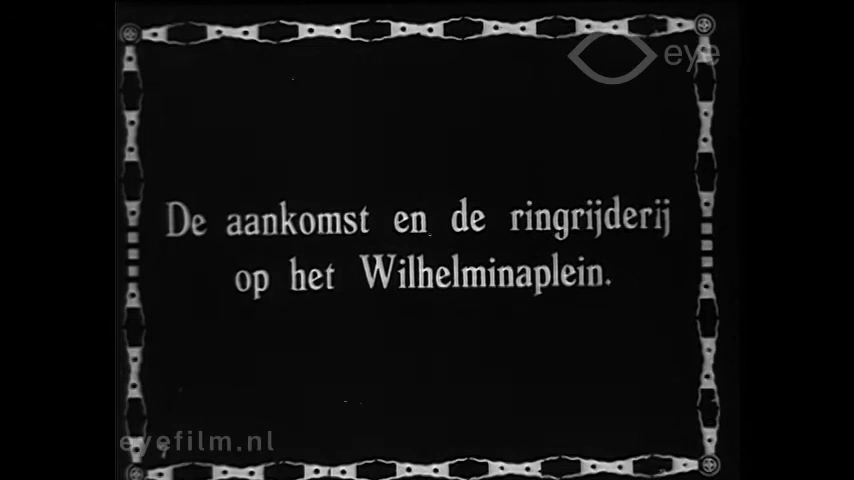 eye
De aankomst en de ringrijderij
op het Wilhelminaplein.
eyefilm.nl